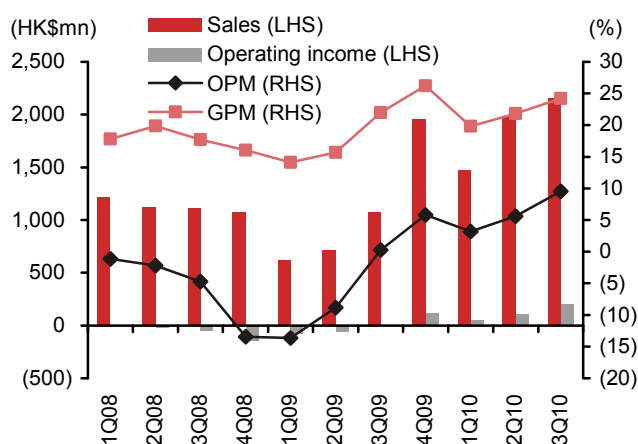 (HK$mn) (%)
Sales (LHS)
Operating income (LHS)
OPM (RHS)
GPM (RHS)
2,500 30
2,000 25
1,500 20
1,000 15
500 10
0 5
(500) 0
(5)
(10)
(15)
(20)
1Q08 2Q08 3Q08 4Q08 1Q09 2Q09 3Q09 4Q09 1Q10 2Q10 3Q10